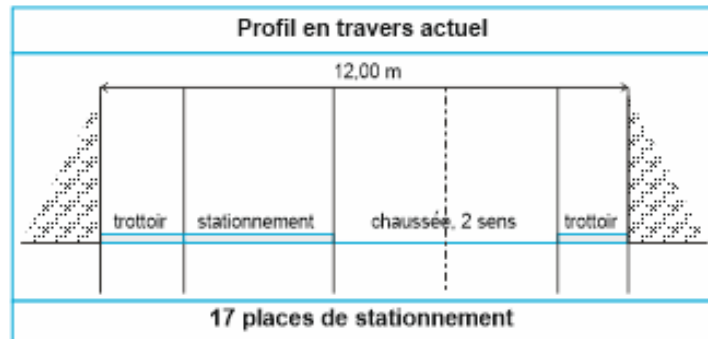 Profil en travers actuel
12,00 m
trottoir stationnement chaussée, 2 sens trottoir
17 places de stationnement